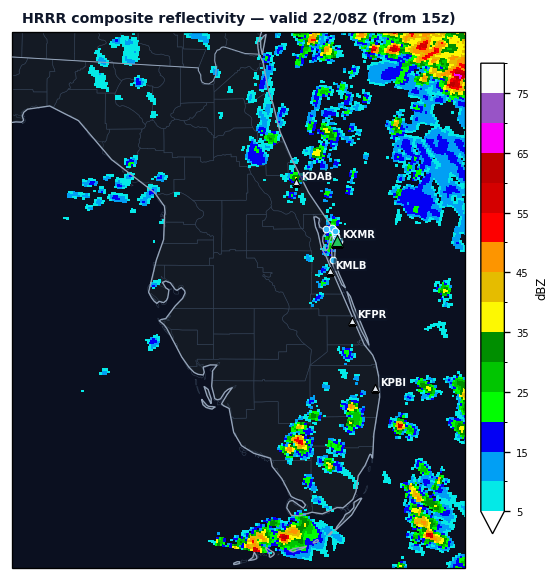 HRRR composite reflectivity — valid 22/08Z (from 15z)
KDAB
KXMR
KMLB
KFPR
KPBI
75
65
55
45
35
25
15
5
dBZ